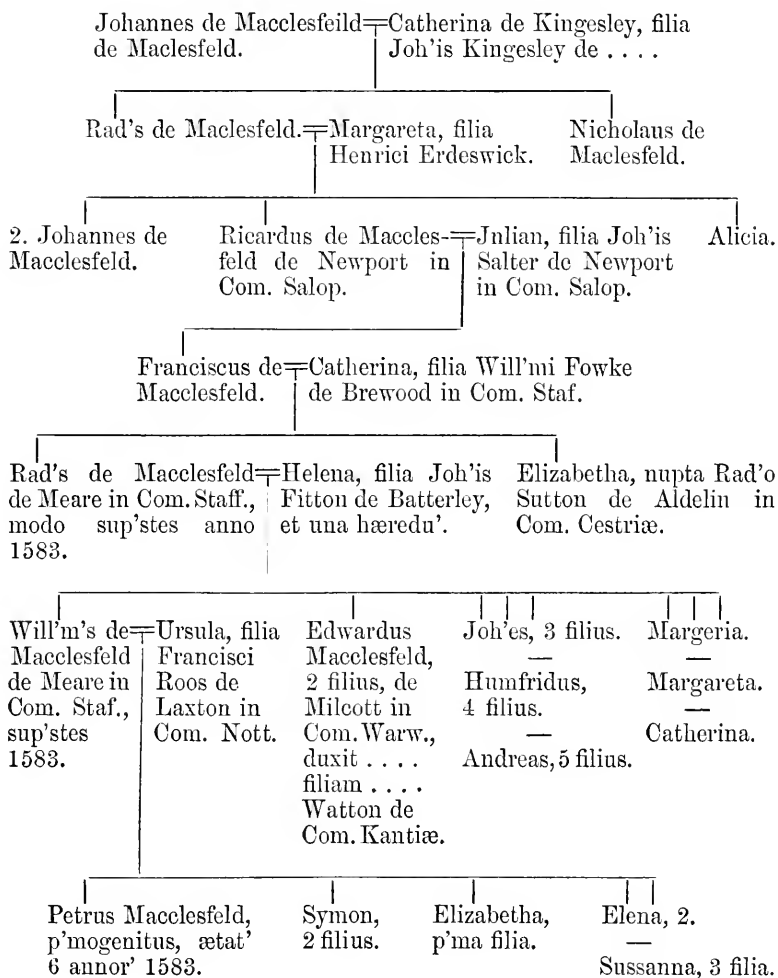 Johannes de Macclesfeild=Catherina de Kingesley, filia
de Maclesfeld.
Joh'is Kingesley de . . . .
Rad's de Maclesfeld.=Margareta, filia
Henrici Erdeswick.
Nicholaus de
Maclesfeld.
2. Johannes de
Macclesfeld.
Ricardus de Maccles-
feld de Newport in
Com. Salop.
=Julian, filia Joh'is
Salter de Newport
in Com. Salop.
Alicia.
Franciscus de
Macclesfeld.
=Catherina, filia Will'mi Fowke
de Brewood in Com. Staf.
Rad's de Macclesfeld
de Meare in Com. Staff.,
modo sup'stes anno
1583.
=Helena, filia Joh'is
Fitton de Batterley,
et una hæredu'.
Elizabetha, nupta Rad'o
Sutton de Aldelin in
Com. Cestriæ.
Will'm's de
Macclesfeld
de Meare in
Com. Staf.,
sup'stes
1583.
=Ursula, filia
Francisci
Roos de
Laxton in
Com. Nott.
Edwardus
Macclesfeld,
2 filius, de
Milcott in
Com. Warw.,
duxit . . . .
filiam . . . .
Watton de
Com. Kantiæ.
Joh'es, 3 filius.
—
Humfridus,
4 filius.
—
Andreas, 5 filius.
Margeria.
—
Margareta.
—
Catherina.
Petrus Macclesfeld,
p'mogenitus, ætat'
6 annor' 1583.
Symon,
2 filius.
Elizabetha,
p'ma filia.
Elena, 2.
—
Sussanna, 3 filia.